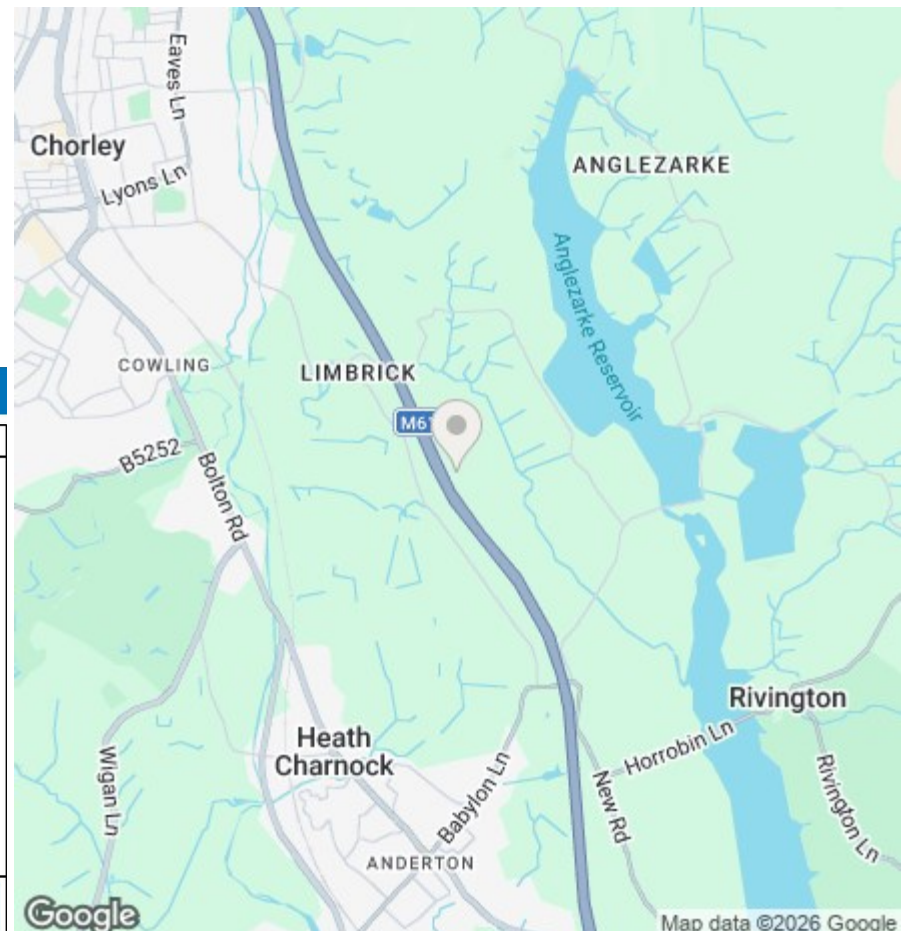 Eaves Ln
Chorley
Lyons Ln
ANGLEZARKE
Anglezarke Reservoir
COWLING
LIMBRICK
M61
B5252
Bolton Rd
Rivington
Heath
Charnock
Horrobin Ln
Wigan Ln
Babylon Ln
New Rd
Rivington Ln
ANDERTON
Google
Map data ©2026 Google